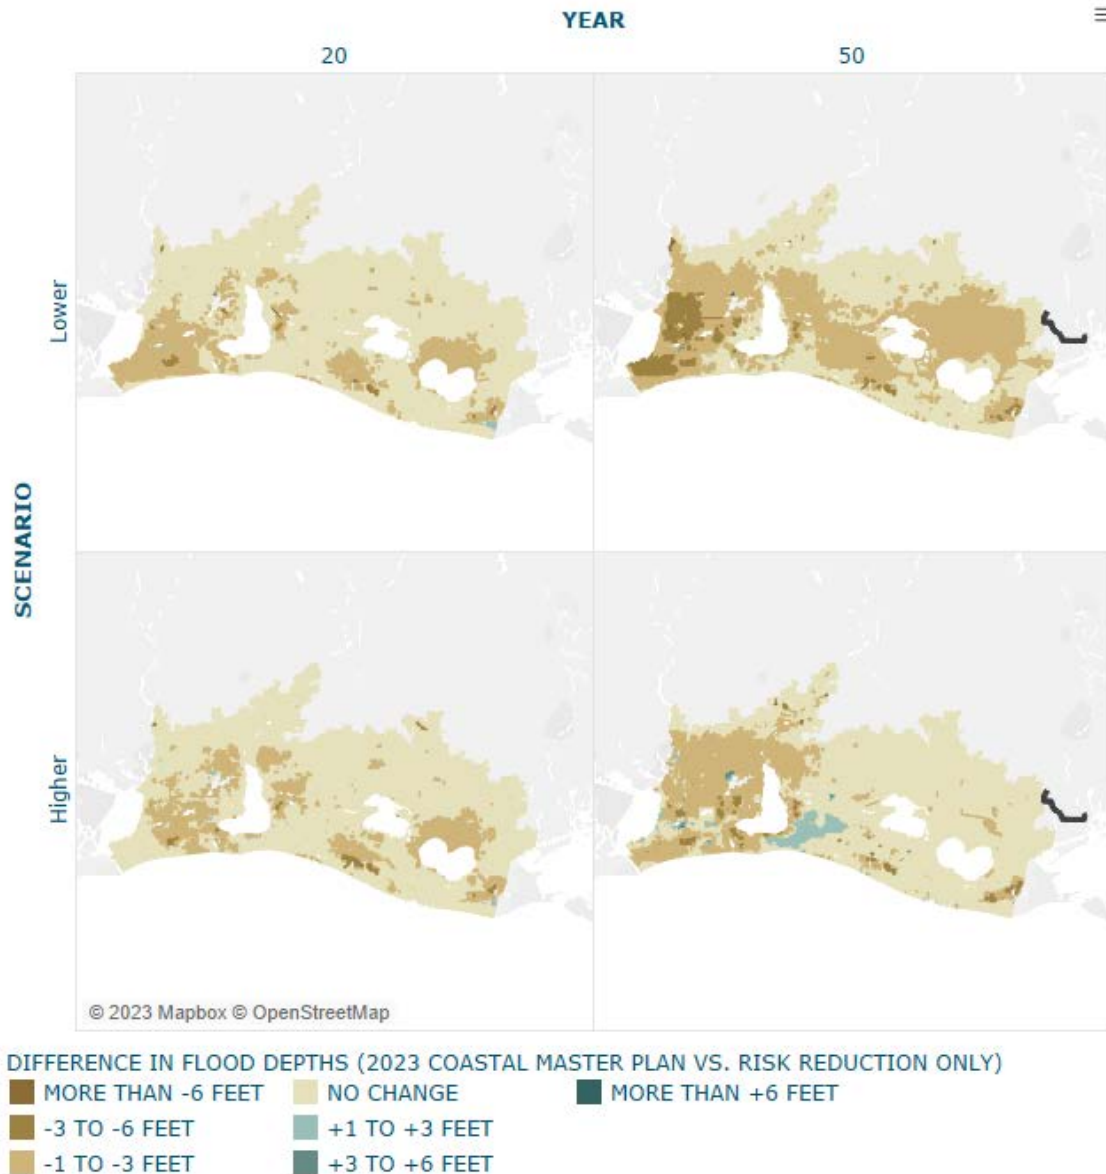 YEAR
20
50
SCENARIO
Lower
Higher
© 2023 Mapbox © OpenStreetMap
DIFFERENCE IN FLOOD DEPTHS (2023 COASTAL MASTER PLAN VS. RISK REDUCTION ONLY)
MORE THAN -6 FEET
NO CHANGE
MORE THAN +6 FEET
-3 TO -6 FEET
+1 TO +3 FEET
-1 TO -3 FEET
+3 TO +6 FEET